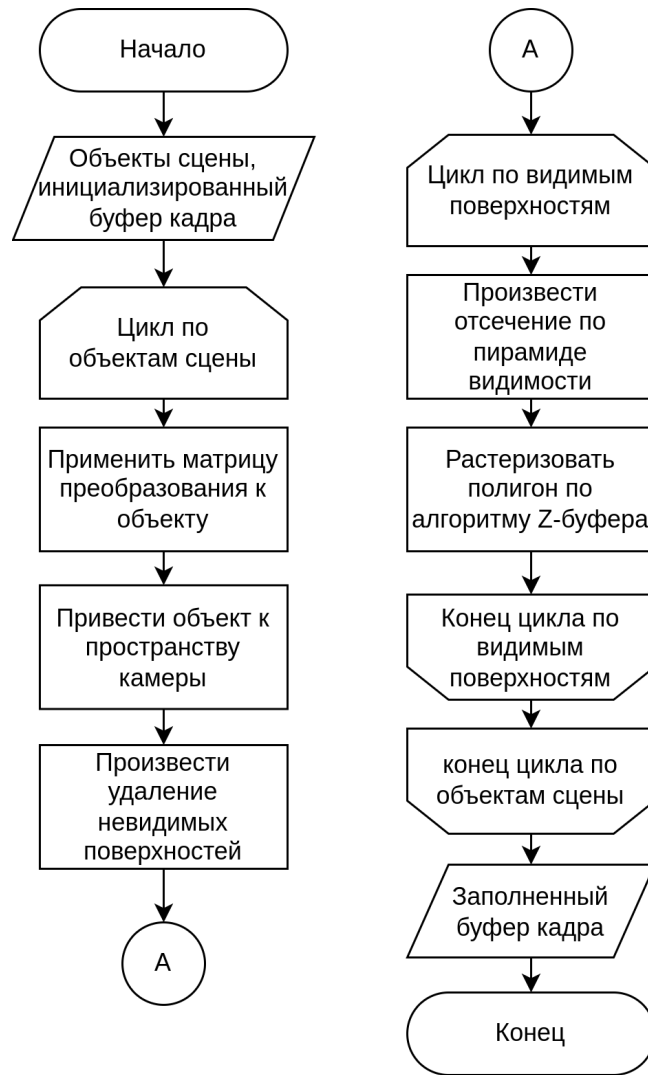 Начало
Объекты сцены,
инициализированный
буфер кадра
Цикл по
объектам сцены
Применить матрицу
преобразования к
объекту
Привести объект к
пространству
камеры
Произвести
удаление
невидимых
поверхностей
А
А
Цикл по видимым
поверхностям
Произвести
отсечение по
пирамиде
видимости
Растеризовать
полигон по
алгоритму Z-буфера
Конец цикла по
видимым
поверхностям
конец цикла по
объектам сцены
Заполненный
буфер кадра
Конец